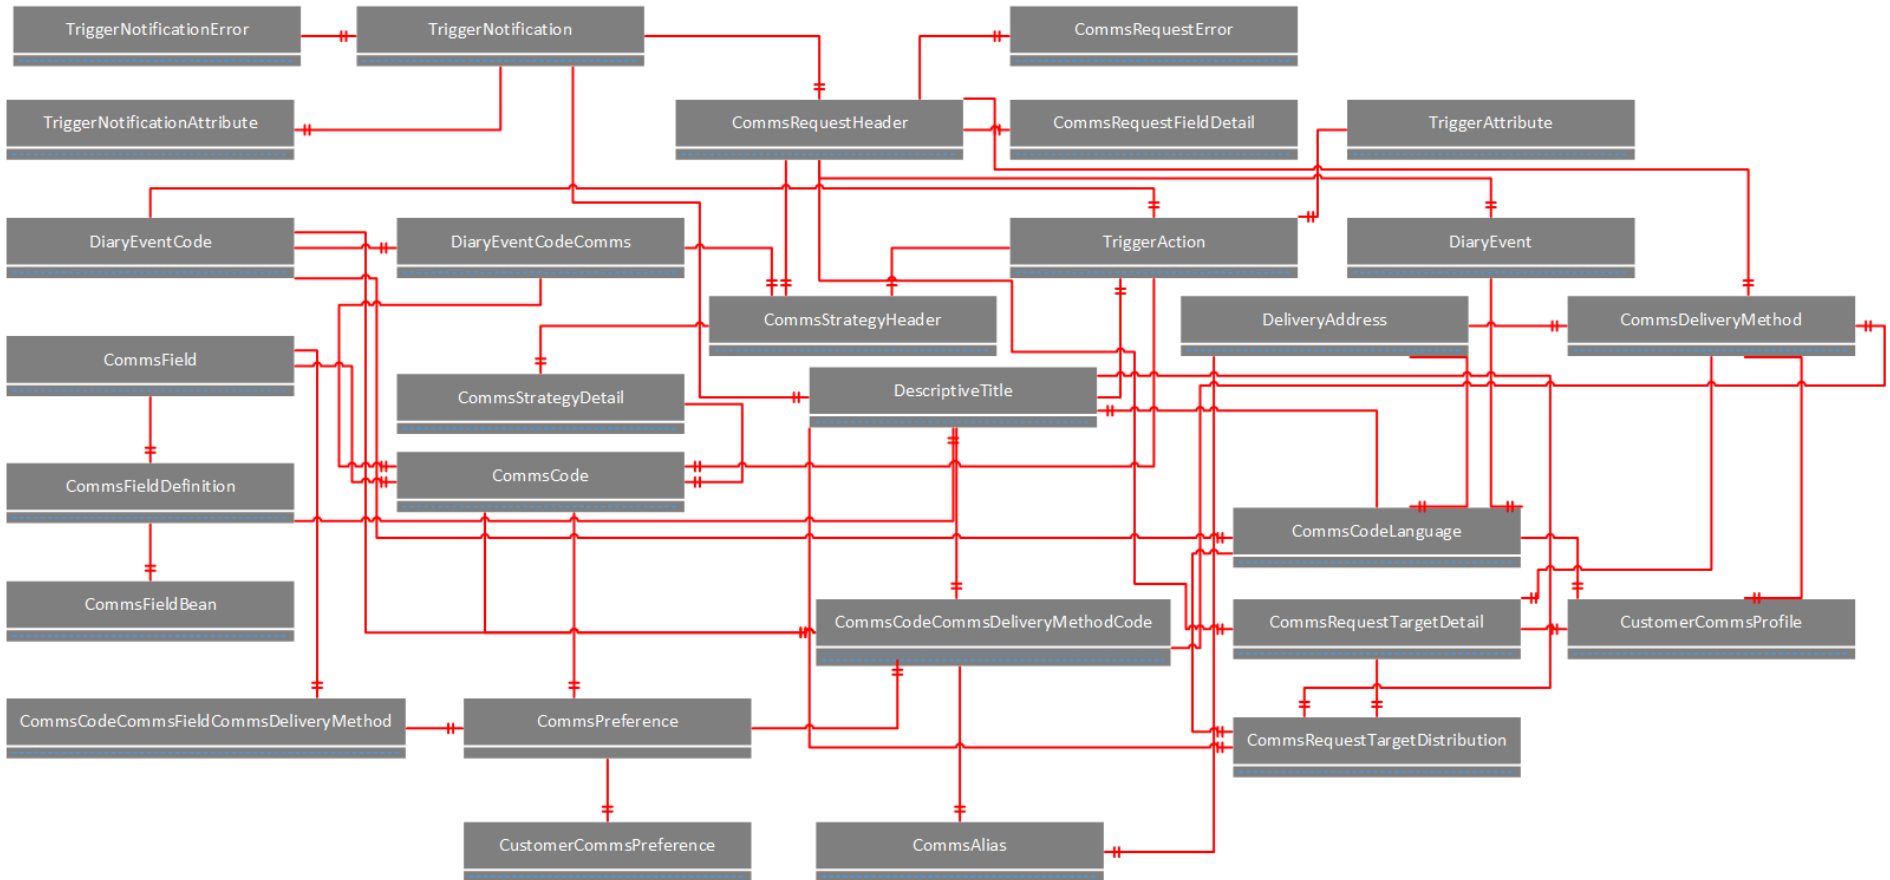 TriggerNotificationError
TriggerNotification
CommsRequestError
TriggerNotificationAttribute
CommsRequestHeader
CommsRequestFieldDetail
TriggerAttribute
DiaryEventCode
DiaryEventCodeComms
TriggerAction
DiaryEvent
CommsStrategyHeader
DeliveryAddress
CommsDeliveryMethod
CommsField
CommsStrategyDetail
DescriptiveTitle
CommsFieldDefinition
CommsCode
CommsCodeLanguage
CommsFieldBean
CommsCodeCommsDeliveryMethodCode
CommsRequestTargetDetail
CustomerCommsProfile
CommsCodeCommsFieldCommsDeliveryMethod
CommsPreference
CommsRequestTargetDistribution
CustomerCommsPreference
CommsAlias